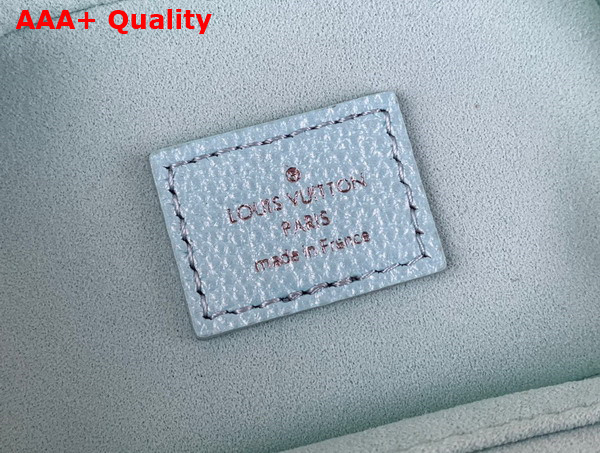 AAA+ Quality
LOUIS VUITTON
PARIS
made in France